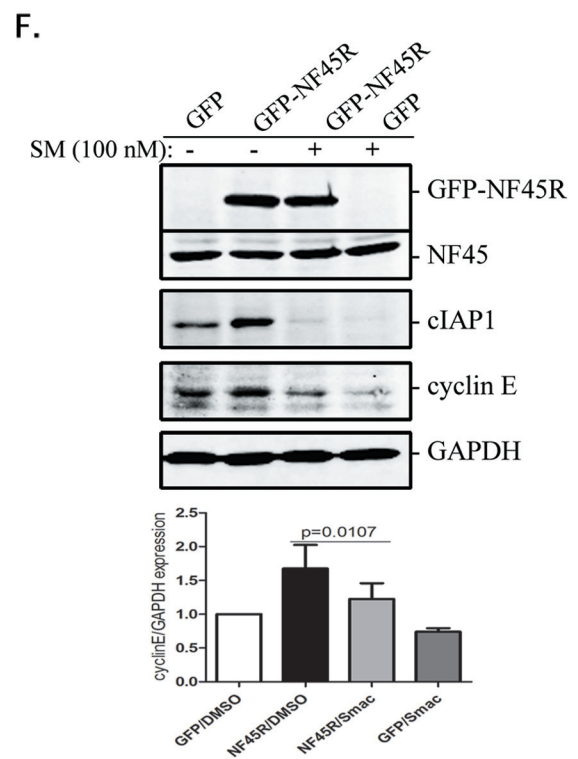 F.
GFP GFP-NF45R GFP-NF45R GFP
SM (100 nM): - - + +
GFP-NF45R
NF45
cIAP1
cyclin E
GAPDH
cyclinE/GAPDH expression
2.5
2.0
1.5
1.0
0.5
0.0
p=0.0107
GFP/DMSO NF45R/DMSO NF45R/Smac GFP/Smac